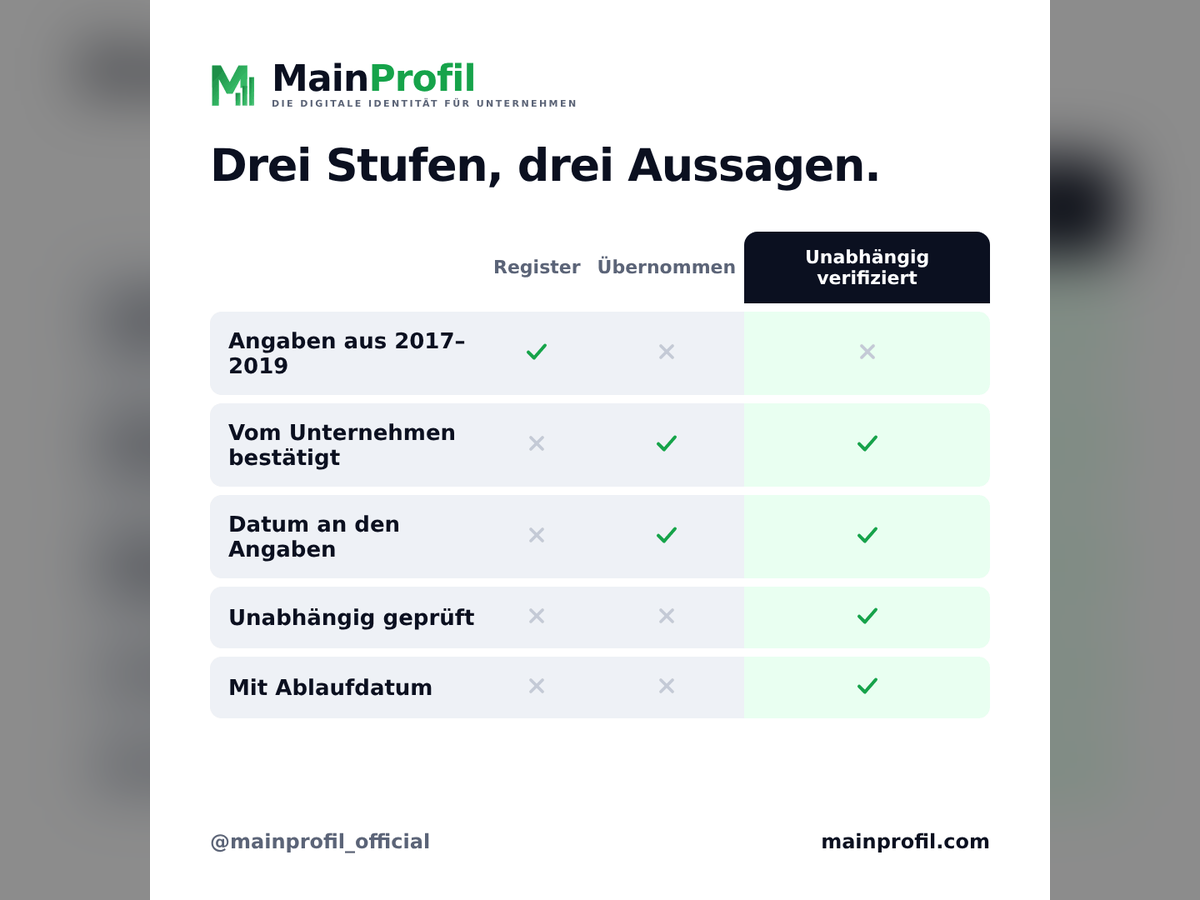 MainProfil
DIE DIGITALE IDENTITÄT FÜR UNTERNEHMEN
Drei Stufen, drei Aussagen.
Register Übernommen Unabhängig
verifiziert
Angaben aus 2017–
2019
Vom Unternehmen
bestätigt
Datum an den
Angaben
Unabhängig geprüft
Mit Ablaufdatum
@mainprofil_official mainprofil.com